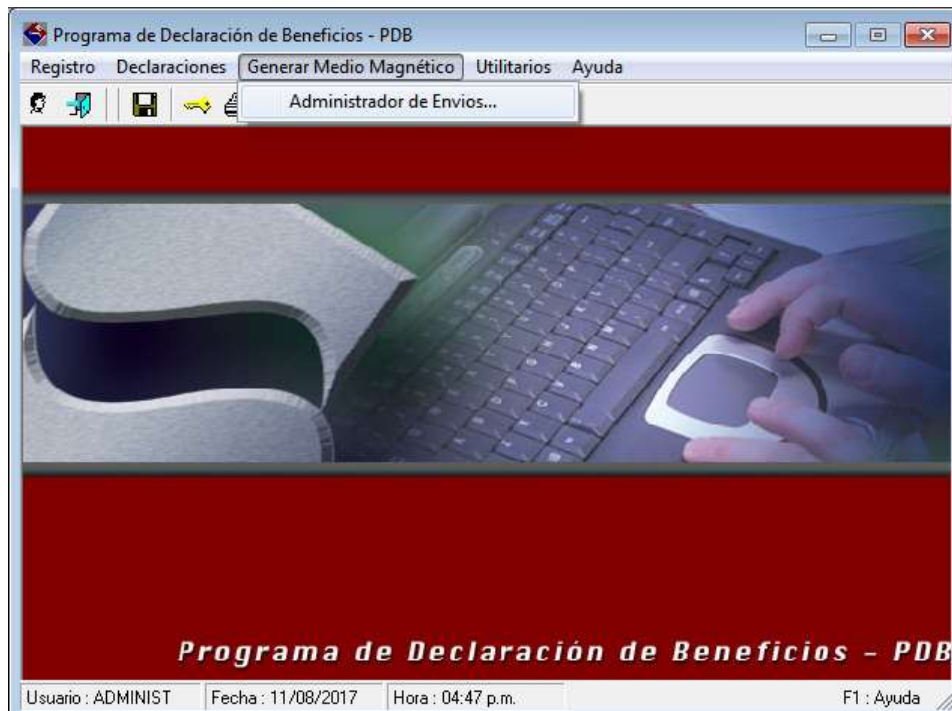 Programa de Declaración de Beneficios - PDB
Registro Declaraciones Generar Medio Magnético Utilitarios Ayuda
Administrador de Envios...
Programa de Declaración de Beneficios - PDB
Usuario : ADMINIST Fecha : 11/08/2017 Hora : 04:47 p.m. F1 : Ayuda